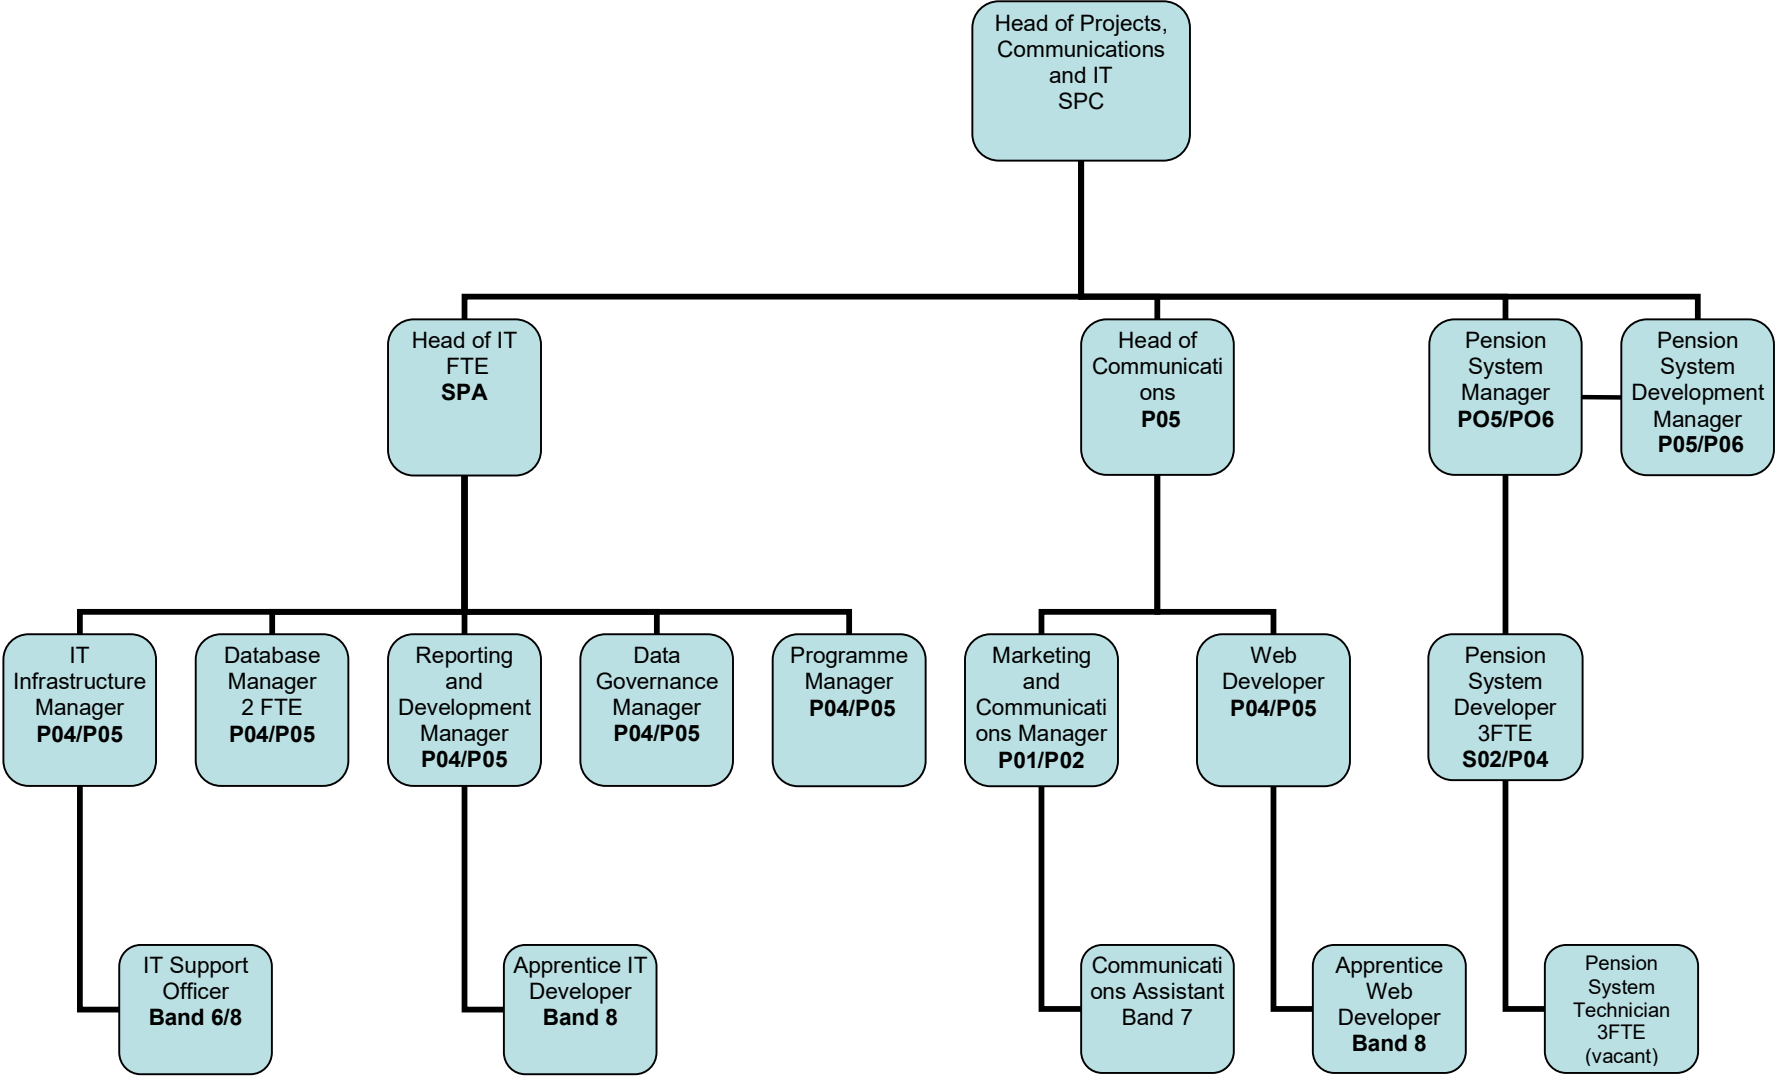 Head of Projects,
Communications
and IT
SPC
Head of IT
FTE
SPA
Head of
Communicati
ons
P05
Pension
System
Manager
PO5/PO6
Pension
System
Development
Manager
P05/P06
IT
Infrastructure
Manager
P04/P05
Database
Manager
2 FTE
P04/P05
Reporting
and
Development
Manager
P04/P05
Data
Governance
Manager
P04/P05
Programme
Manager
P04/P05
Marketing
and
Communicati
ons Manager
P01/P02
Web
Developer
P04/P05
Pension
System
Developer
3FTE
S02/P04
IT Support
Officer
Band 6/8
Apprentice IT
Developer
Band 8
Communicati
ons Assistant
Band 7
Apprentice
Web
Developer
Band 8
Pension
System
Technician
3FTE
(vacant)